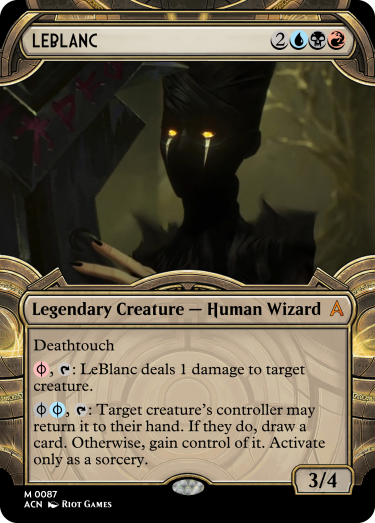 LEBLANC 2
Legendary Creature — Human Wizard
Deathtouch
, : LeBlanc deals 1 damage to target
creature.
, : Target creature's controller may
return it to their hand. If they do, draw a
card. Otherwise, gain control of it. Activate
only as a sorcery.
3/4
M 0087
ACN RIOT GAMES